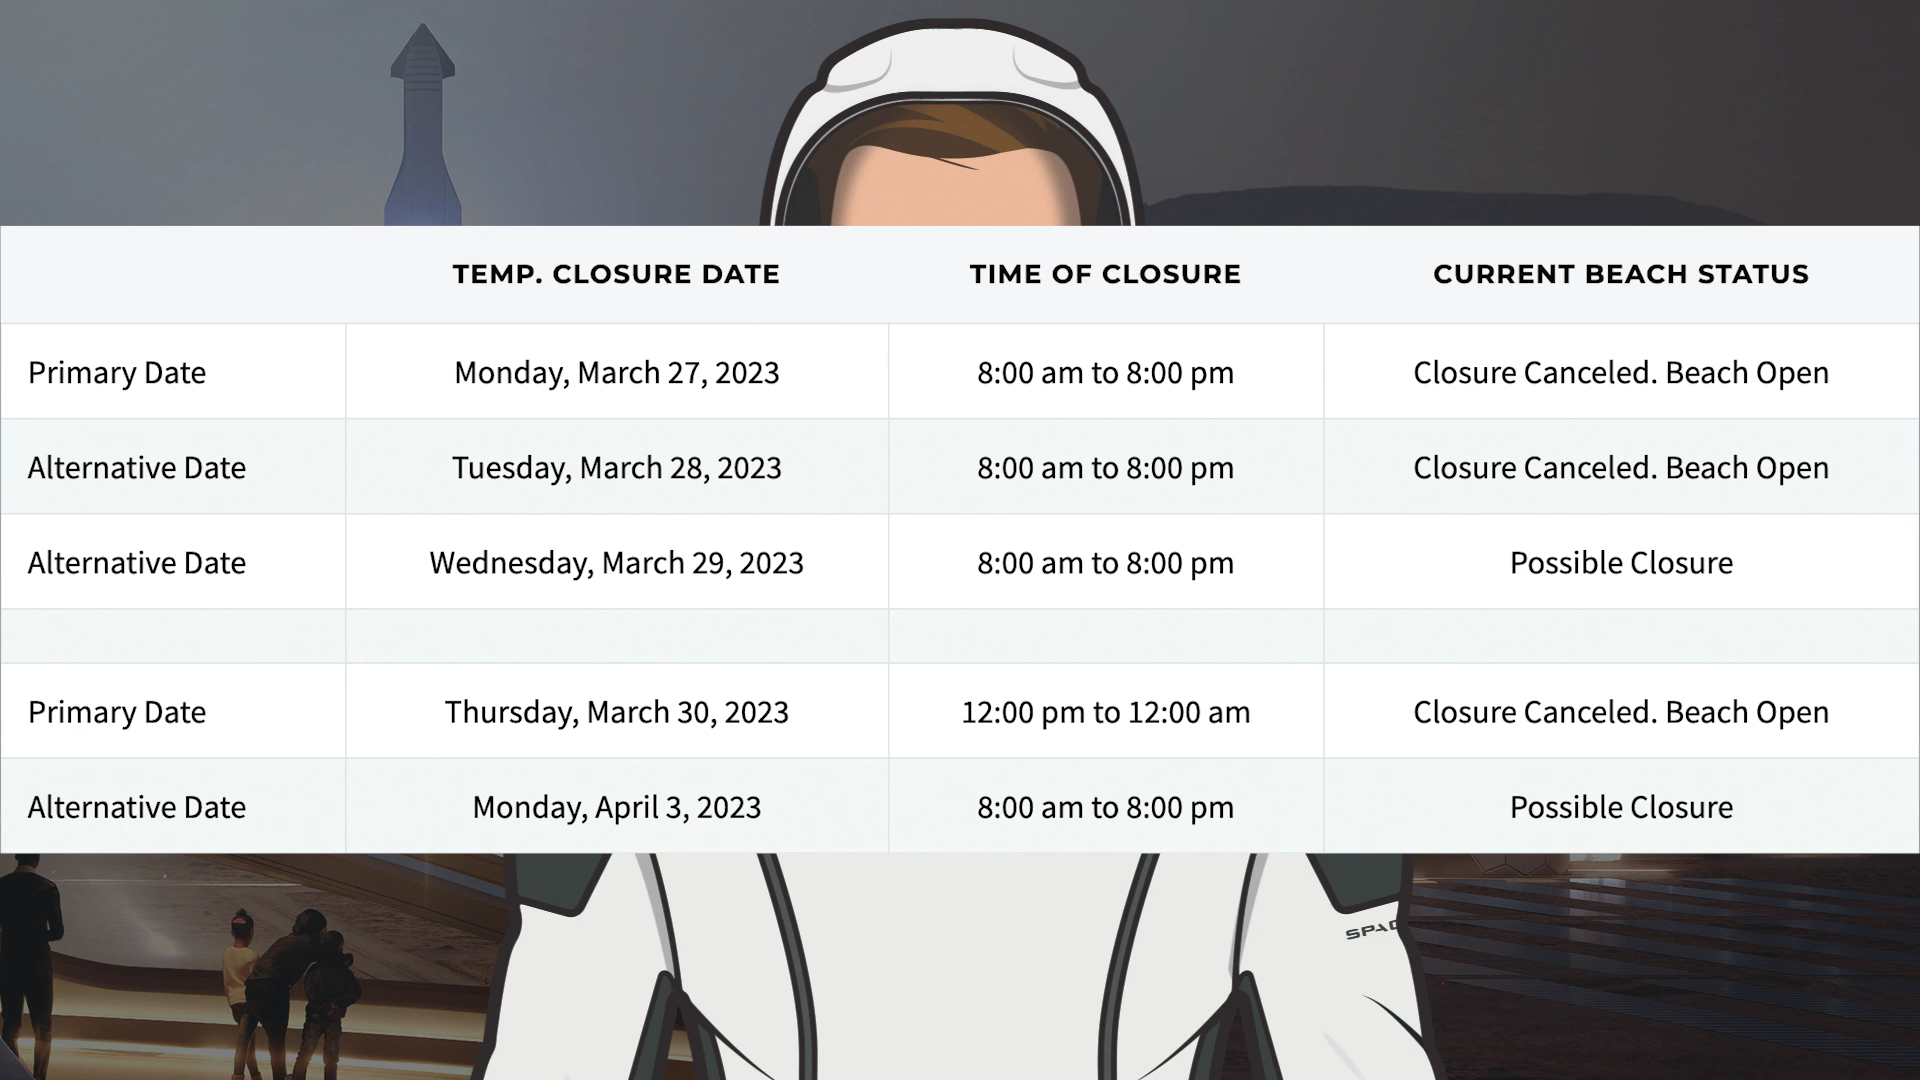 TEMP. CLOSURE DATE TIME OF CLOSURE CURRENT BEACH STATUS
Primary Date Monday, March 27, 2023 8:00 am to 8:00 pm Closure Canceled. Beach Open
Alternative Date Tuesday, March 28, 2023 8:00 am to 8:00 pm Closure Canceled. Beach Open
Alternative Date Wednesday, March 29, 2023 8:00 am to 8:00 pm Possible Closure
Primary Date Thursday, March 30, 2023 12:00 pm to 12:00 am Closure Canceled. Beach Open
Alternative Date Monday, April 3, 2023 8:00 am to 8:00 pm Possible Closure
SPAC